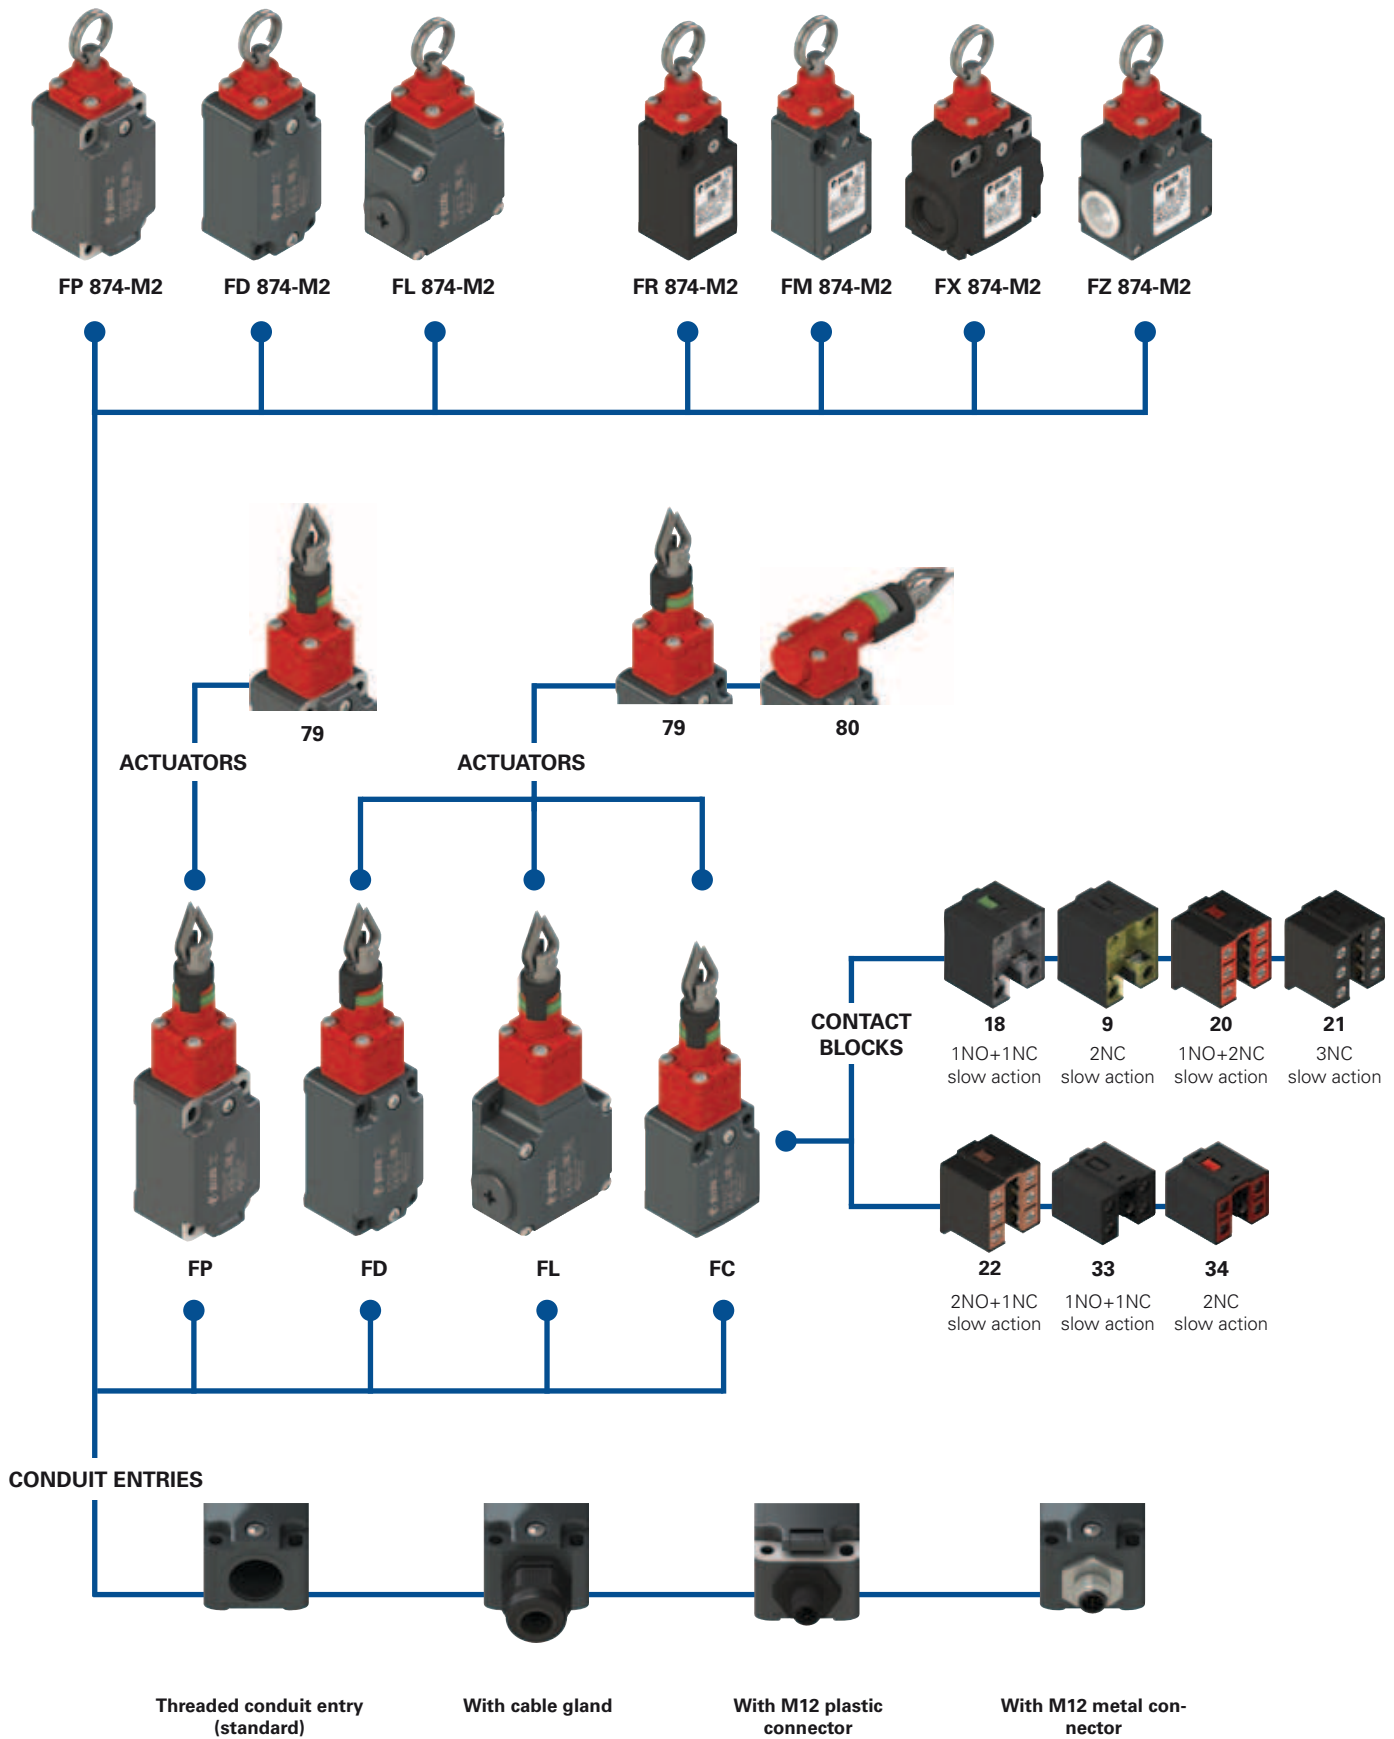 FP 874-M2
FD 874-M2
FL 874-M2
FR 874-M2
FM 874-M2
FX 874-M2
FZ 874-M2
79
79
80
ACTUATORS
ACTUATORS
CONTACT
BLOCKS
18
1NO+1NC
slow action
9
2NC
slow action
20
1NO+2NC
slow action
21
3NC
slow action
22
2NO+1NC
slow action
33
1NO+1NC
slow action
34
2NC
slow action
FP
FD
FL
FC
CONDUIT ENTRIES
Threaded conduit entry
(standard)
With cable gland
With M12 plastic
connector
With M12 metal con-
nector